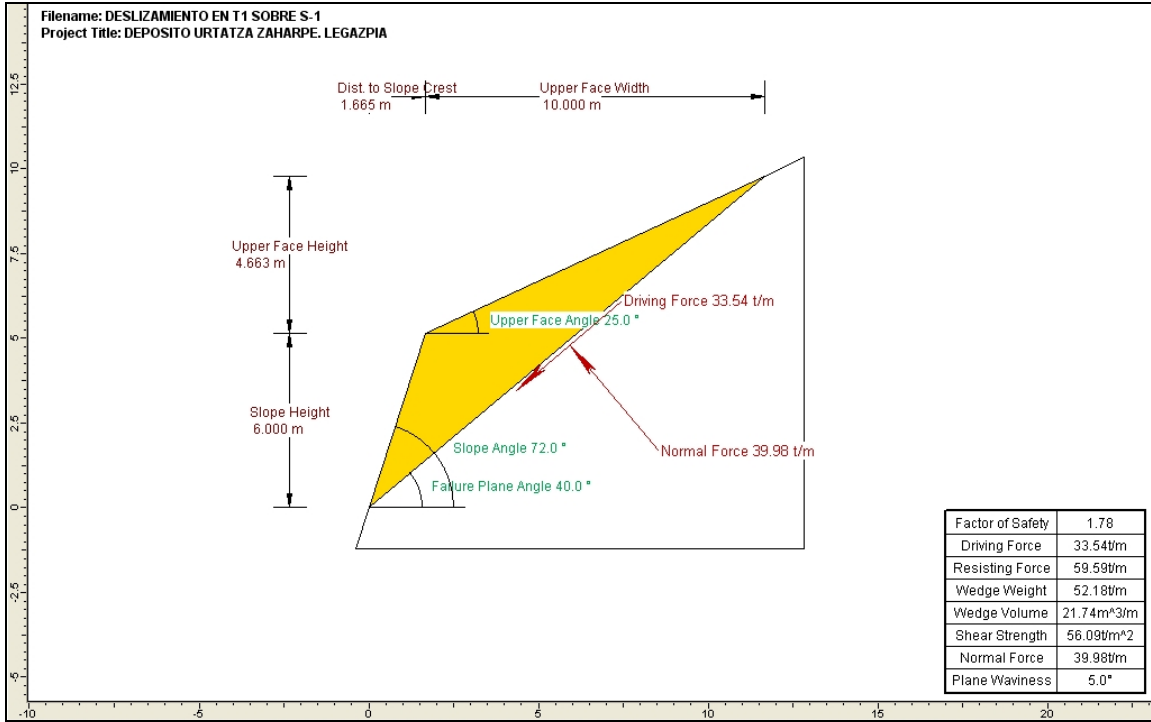 Filename: DESLIZAMIENTO EN T1 SOBRE S-1
Project Title: DEPOSITO URTATZA ZAHARPE. LEGAZPIA
Dist. to Slope Crest
1.665 m
Upper Face Width
10.000 m
Upper Face Height
4.663 m
Driving Force 33.54 t/m
Upper Face Angle 25.0 °
Slope Height
6.000 m
Slope Angle 72.0 °
Normal Force 39.98 t/m
Failure Plane Angle 40.0 °
Factor of Safety 1.78
Driving Force 33.54t/m
Resisting Force 59.59t/m
Wedge Weight 52.18t/m
Wedge Volume 21.74m^3/m
Shear Strength 56.09t/m^2
Normal Force 39.98t/m
Plane Waviness 5.0°
12.5
10
7.5
5
2.5
0
-2.5
-5
-10
-5
0
5
10
15
20